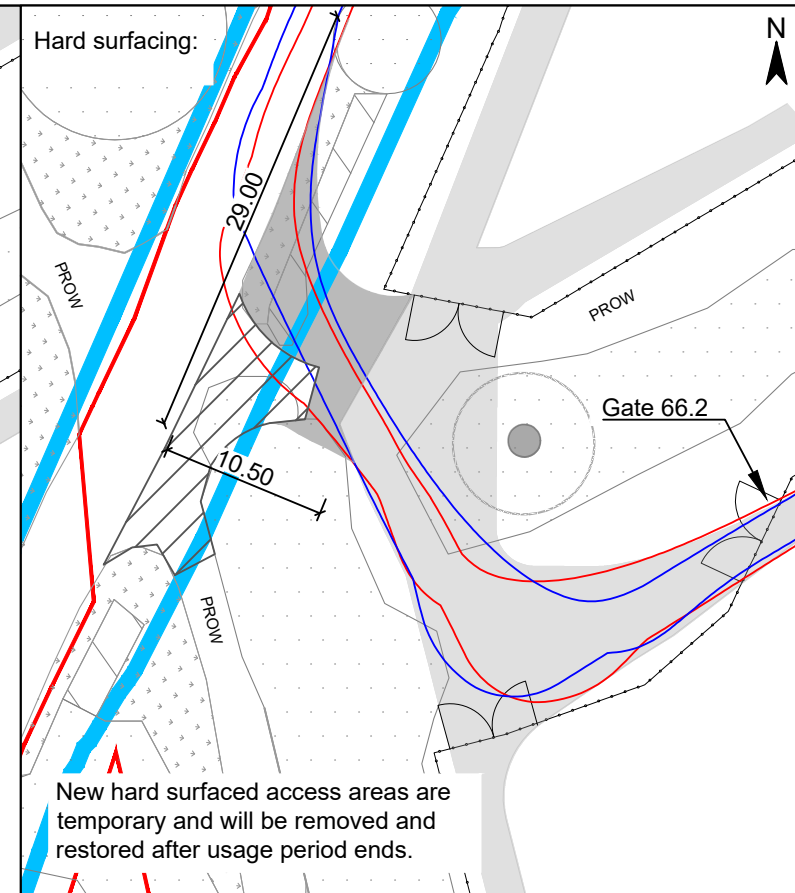 Hard surfacing:
N
29.00
PROW
PROW
Gate 66.2
10.50
PROW
New hard surfaced access areas are
temporary and will be removed and
restored after usage period ends.